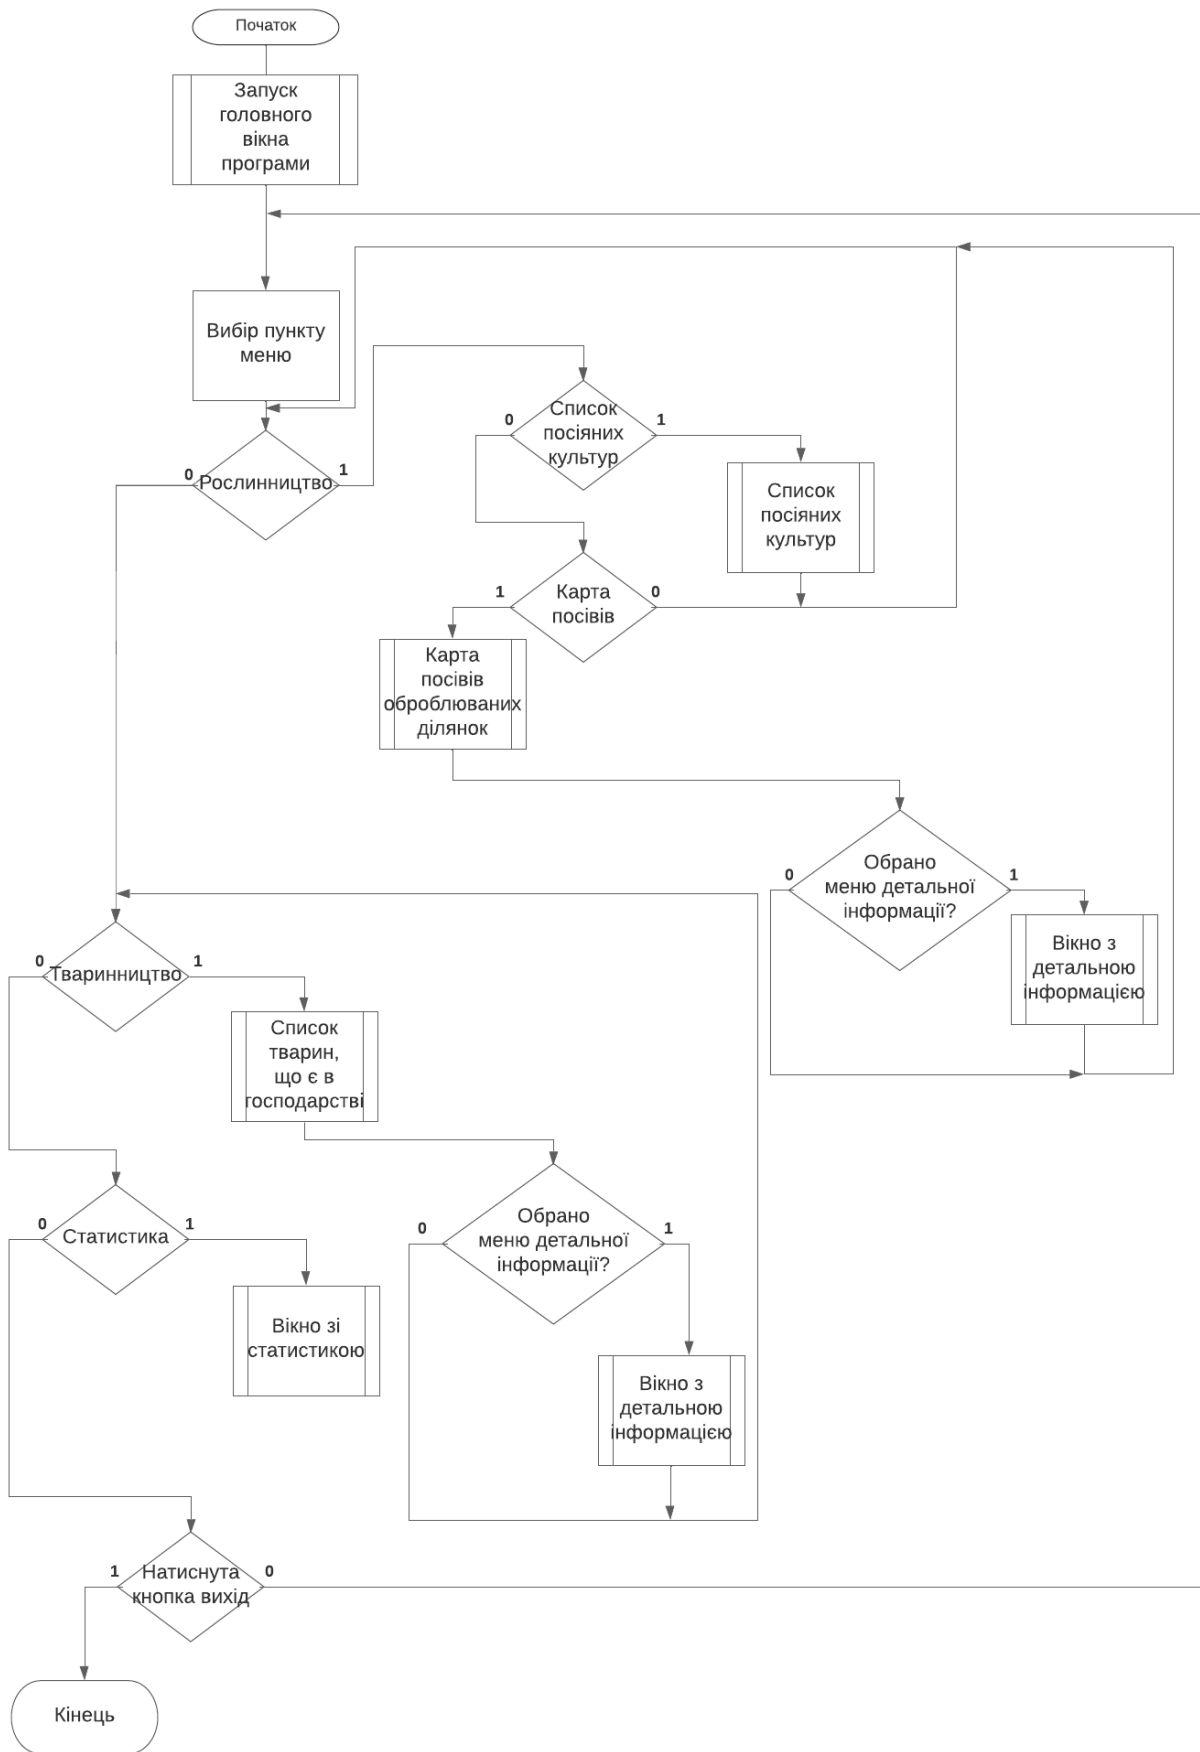 Початок
Запуск
головного
вікна
програми
Вибір пункту
меню
Список
посіяних
культур
0
1
Рослинництво
0
1
Список
посіяних
культур
Карта
посівів
1
0
Карта
посівів
оброблюваних
ділянок
Обрано
меню детальної
інформації?
0
1
Вікно з
детальною
інформацією
Тваринництво
0
1
Список
тварин,
що є в
господарстві
Статистика
0
1
Обрано
меню детальної
інформації?
0
1
Вікно зі
статистикою
Вікно з
детальною
інформацією
Натиснута
кнопка вихід
1
0
Кінець